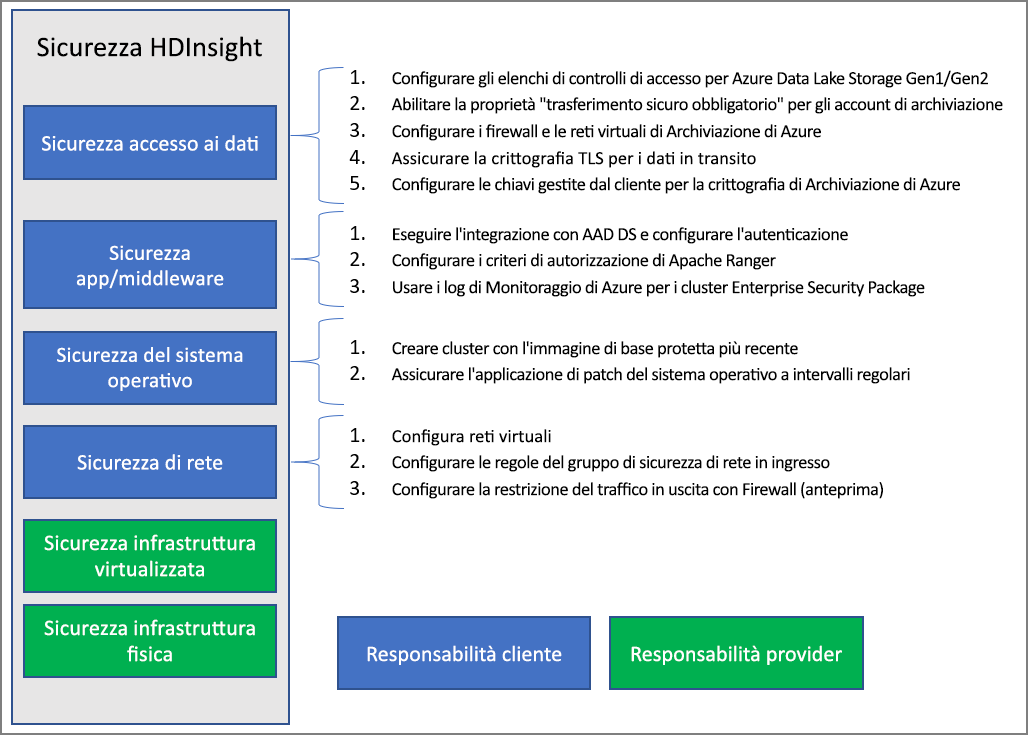 Sicurezza HDInsight
Sicurezza accesso ai dati
1. Configurare gli elenchi di controlli di accesso per Azure Data Lake Storage Gen1/Gen2
2. Abilitare la proprietà "trasferimento sicuro obbligatorio" per gli account di archiviazione
3. Configurare i firewall e le reti virtuali di Archiviazione di Azure
4. Assicurare la crittografia TLS per i dati in transito
5. Configurare le chiavi gestite dal cliente per la crittografia di Archiviazione di Azure
Sicurezza
app/middleware
1. Eseguire l'integrazione con AAD DS e configurare l'autenticazione
2. Configurare i criteri di autorizzazione di Apache Ranger
3. Usare i log di Monitoraggio di Azure per i cluster Enterprise Security Package
Sicurezza del sistema
operativo
1. Creare cluster con l'immagine di base protetta più recente
2. Assicurare l'applicazione di patch del sistema operativo a intervalli regolari
Sicurezza di rete
1. Configura reti virtuali
2. Configurare le regole del gruppo di sicurezza di rete in ingresso
3. Configurare la restrizione del traffico in uscita con Firewall (anteprima)
Sicurezza infrastruttura
virtualizzata
Sicurezza infrastruttura
fisica
Responsabilità cliente
Responsabilità provider